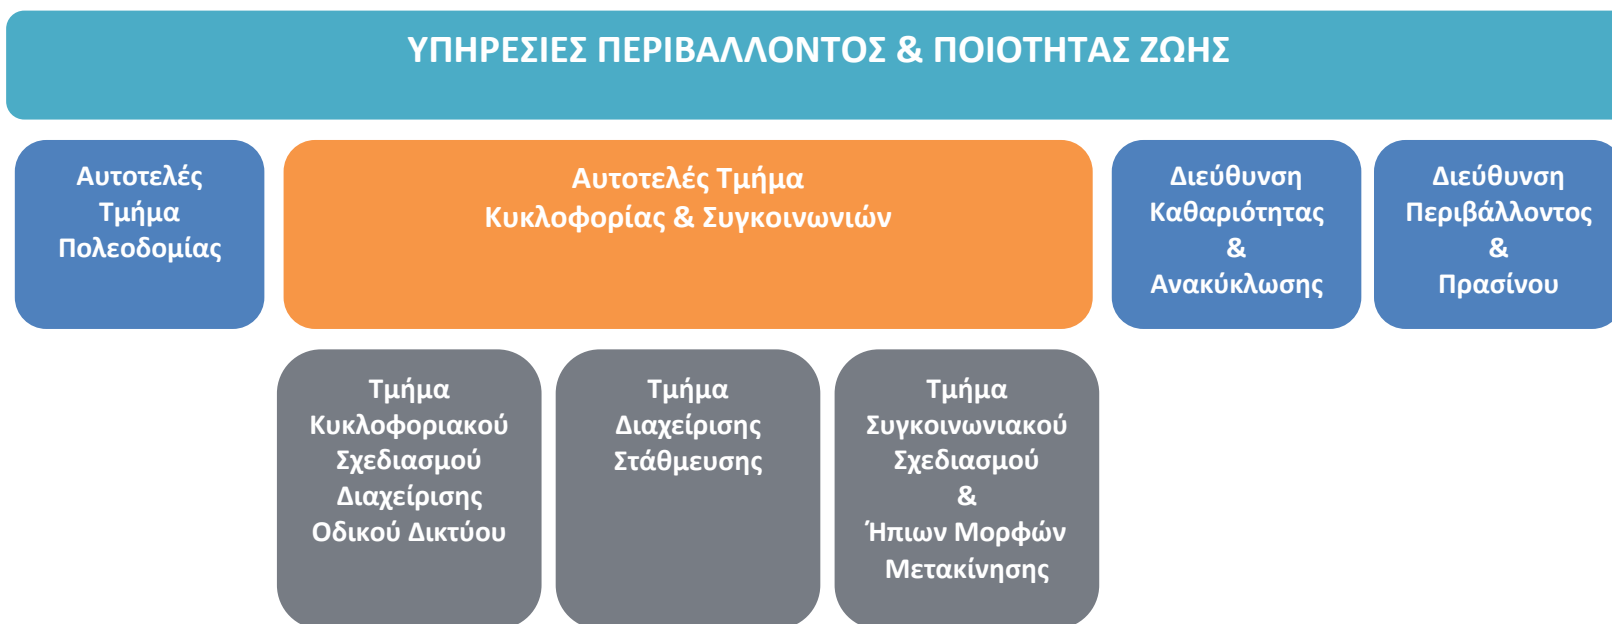 ΥΠΗΡΕΣΙΕΣ ΠΕΡΙΒΑΛΛΟΝΤΟΣ & ΠΟΙΟΤΗΤΑΣ ΖΩΗΣ
Αυτοτελές
Τμήμα
Πολεοδομίας
Αυτοτελές Τμήμα
Κυκλοφορίας & Συγκοινωνιών
Διεύθυνση
Καθαριότητας
&
Ανακύκλωσης
Διεύθυνση
Περιβάλλοντος
&
Πρασίνου
Τμήμα
Κυκλοφοριακού
Σχεδιασμού
Διαχείρισης
Οδικού Δικτύου
Τμήμα
Διαχείρισης
Στάθμευσης
Τμήμα
Συγκοινωνιακού
Σχεδιασμού
&
Ήπιων Μορφών
Μετακίνησης